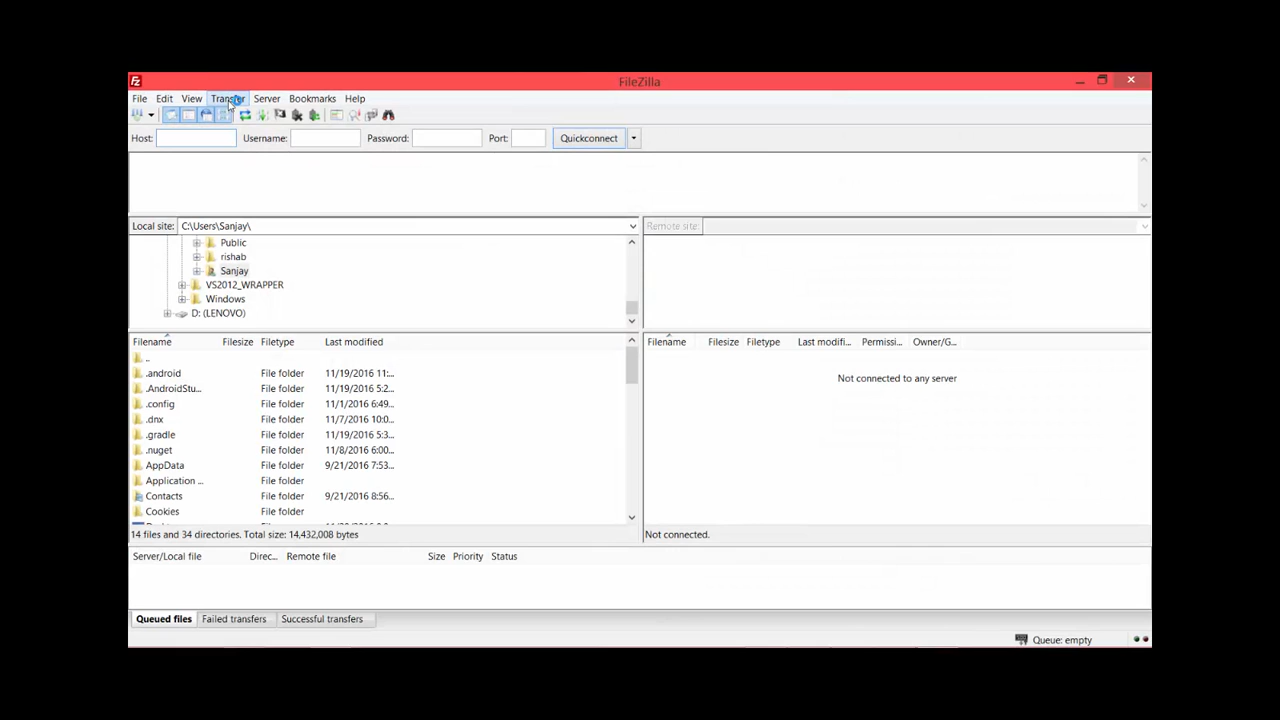 Fz FileZilla
File Edit View Transfer Server Bookmarks Help
Host: Username: Password: Port: Quickconnect
Local site: C:\Users\Sanjay\ Remote site:
Public
rishab
Sanjay
VS2012_WRAPPER
Windows
D: (LENOVO)
Filename Filesize Filetype Last modified Filename Filesize Filetype Last modifi... Permissi... Owner/G...
..
.android File folder 11/19/2016 11:...
Not connected to any server
.AndroidStu... File folder 11/19/2016 5:2...
.config File folder 11/1/2016 6:49...
.dnx File folder 11/7/2016 10:0...
.gradle File folder 11/19/2016 5:3...
.nuget File folder 11/8/2016 6:00...
AppData File folder 9/21/2016 7:53...
Application ... File folder
Contacts File folder 9/21/2016 8:56...
Cookies File folder
14 files and 34 directories. Total size: 14,432,008 bytes Not connected.
Server/Local file Direc... Remote file Size Priority Status
Queued files Failed transfers Successful transfers
Queue: empty